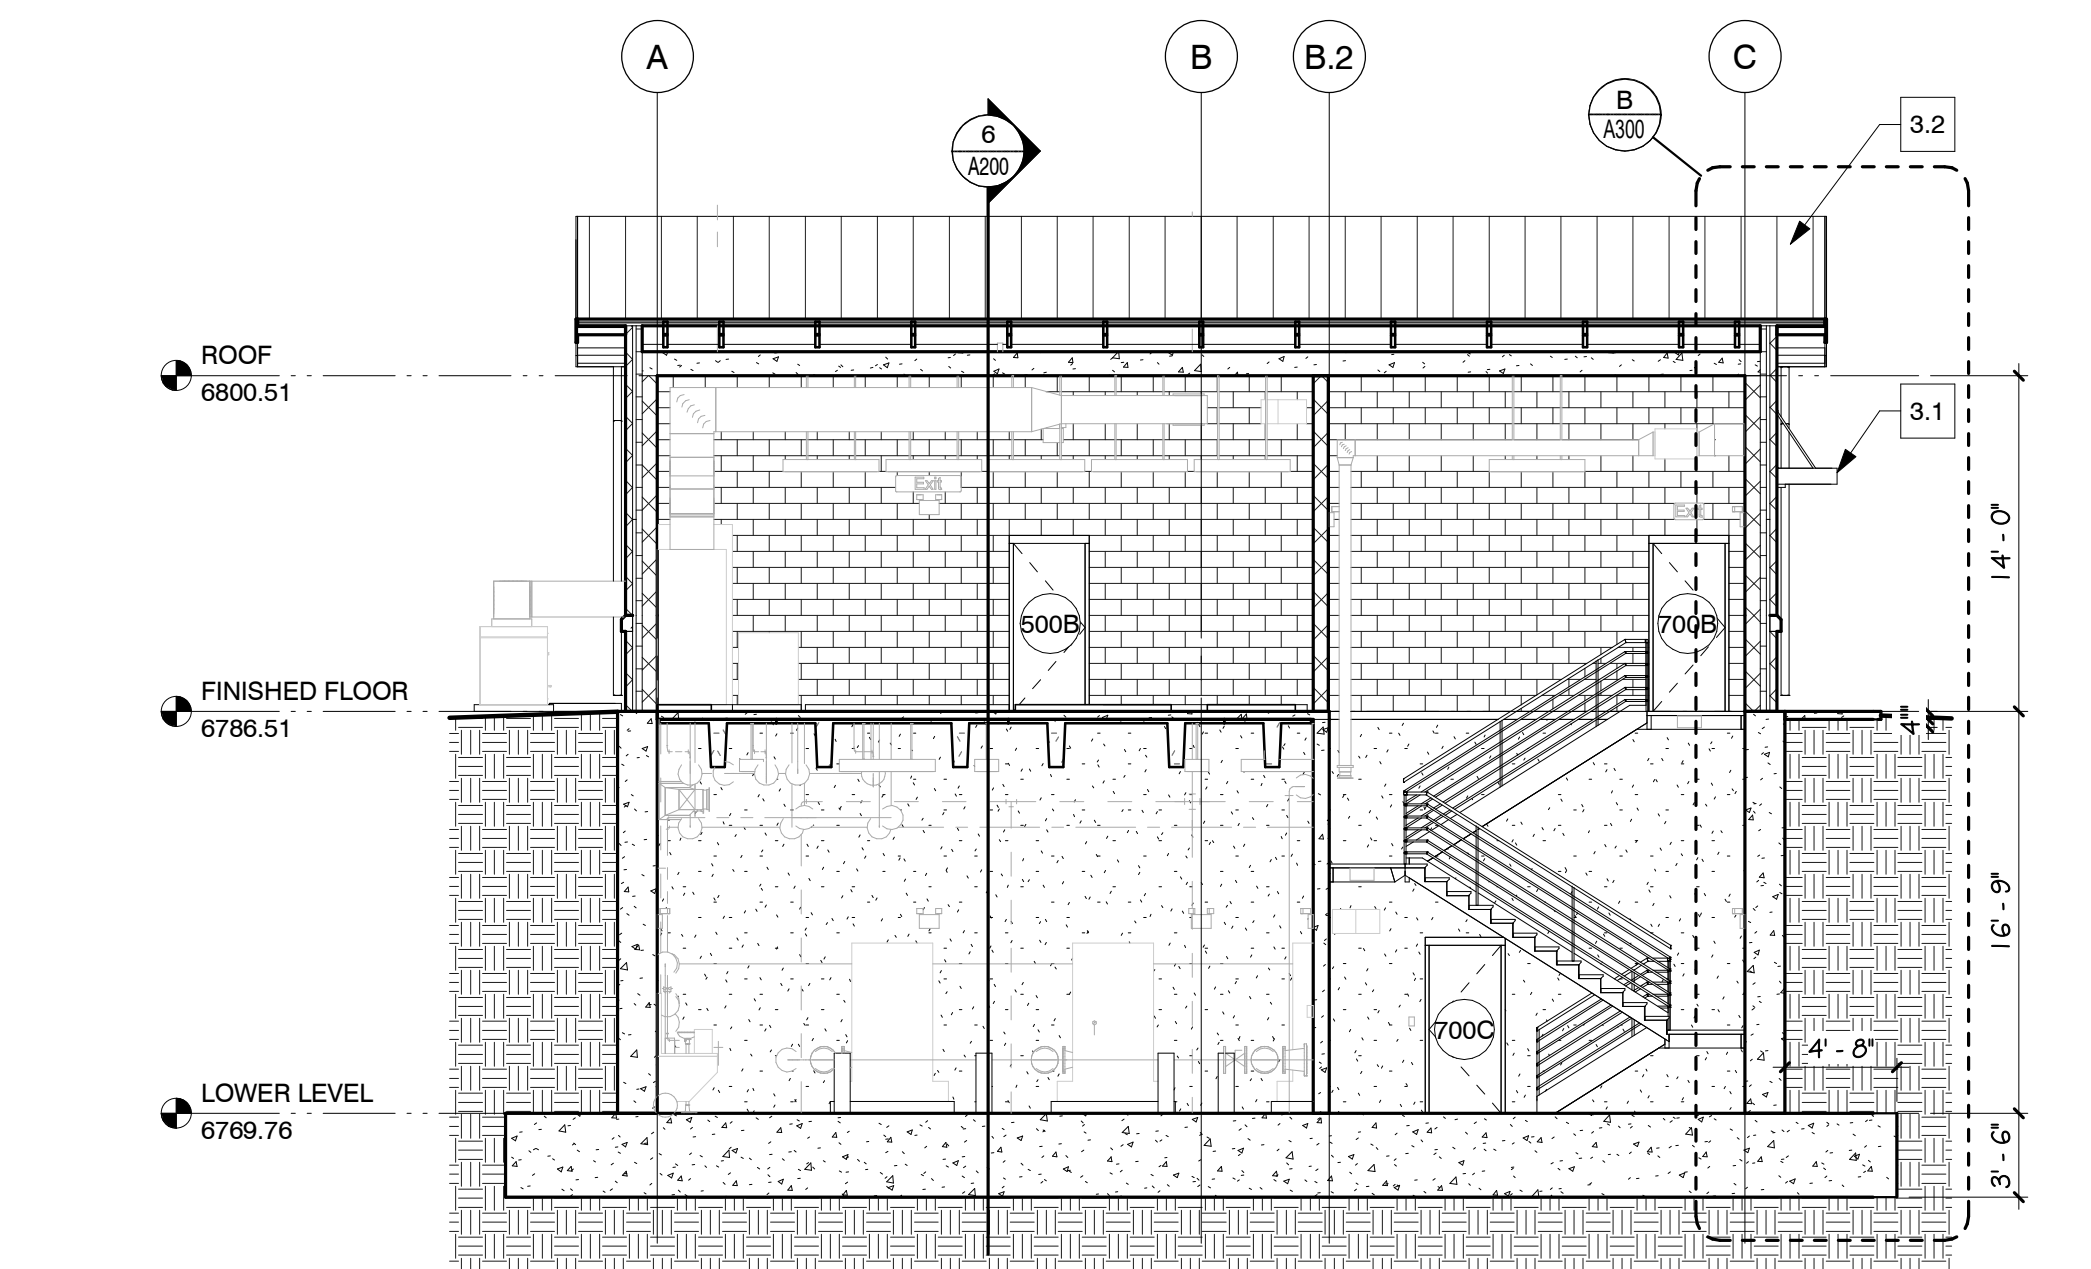 A
B
B.2
C
B
A300
3.2
6
A200
ROOF
6800.51
3.1
Exit
Exit
14' - 0"
500B
700B
FINISHED FLOOR
6786.51
16' - 9"
700C
4' - 8"
LOWER LEVEL
6769.76
3' - 6"